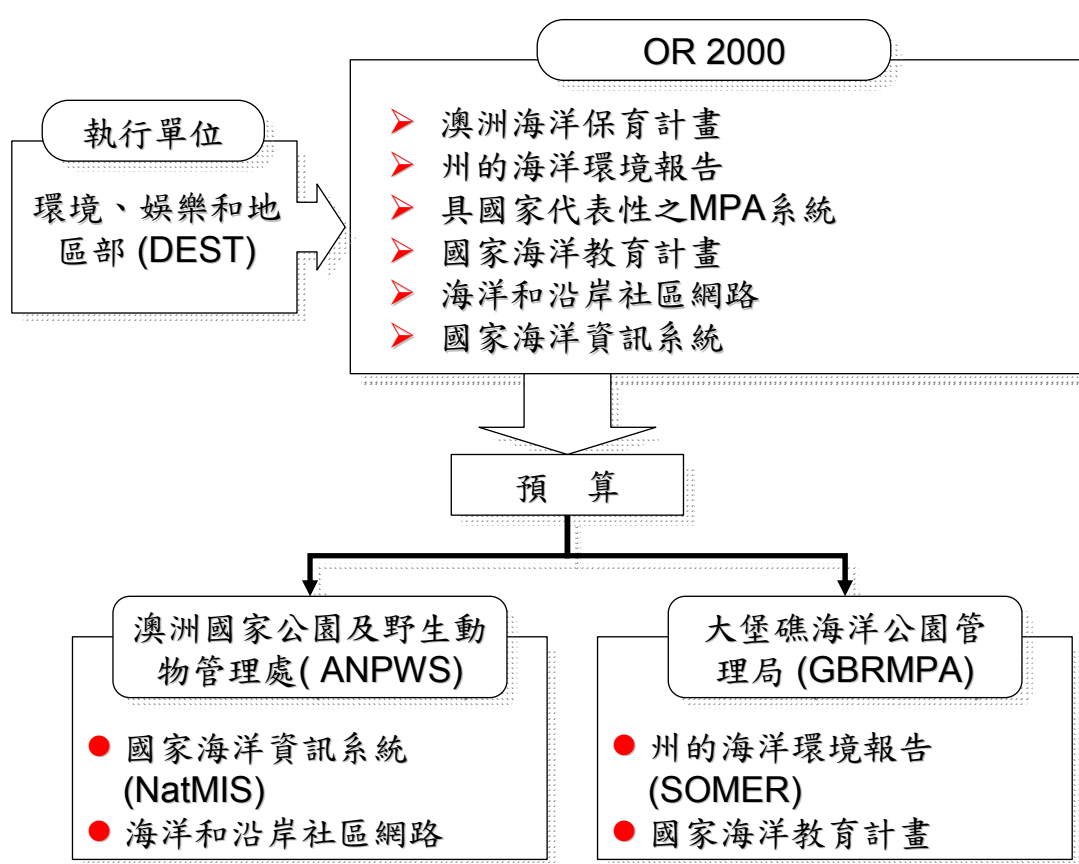 OR 2000
執行單位
環境、娛樂和地
區部 (DEST)
澳洲海洋保育計畫
州的海洋環境報告
具國家代表性之MPA系統
國家海洋教育計畫
海洋和沿岸社區網路
國家海洋資訊系統
預 算
澳洲國家公園及野生動
物管理處( ANPWS)
國家海洋資訊系統
(NatMIS)
海洋和沿岸社區網路
大堡礁海洋公園管
理局 (GBRMPA)
州的海洋環境報告
(SOMER)
國家海洋教育計畫